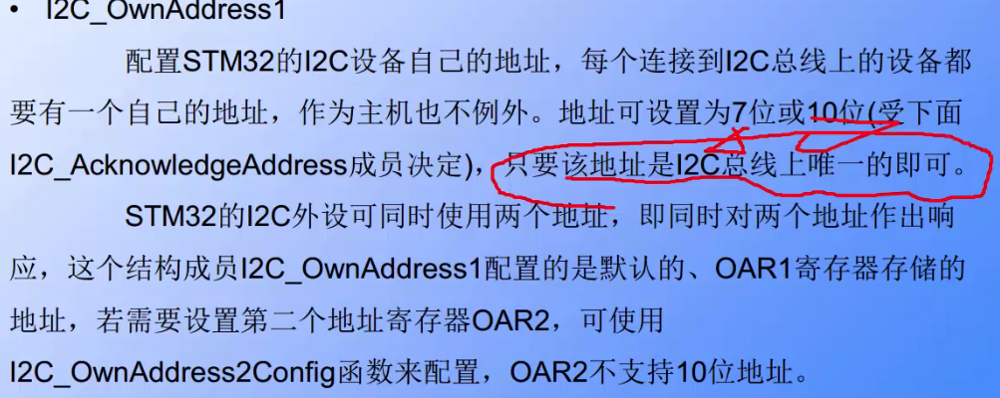 • I2C_OwnAddress1
配置STM32的I2C设备自己的地址，每个连接到I2C总线上的设备都
要有一个自己的地址，作为主机也不例外。地址可设置为7位或10位(受下面
I2C_AcknowledgeAddress成员决定)，只要该地址是I2C总线上唯一的即可。
STM32的I2C外设可同时使用两个地址，即同时对两个地址作出响
应，这个结构成员I2C_OwnAddress1配置的是默认的、OAR1寄存器存储的
地址，若需要设置第二个地址寄存器OAR2，可使用
I2C_OwnAddress2Config函数来配置，OAR2不支持10位地址。